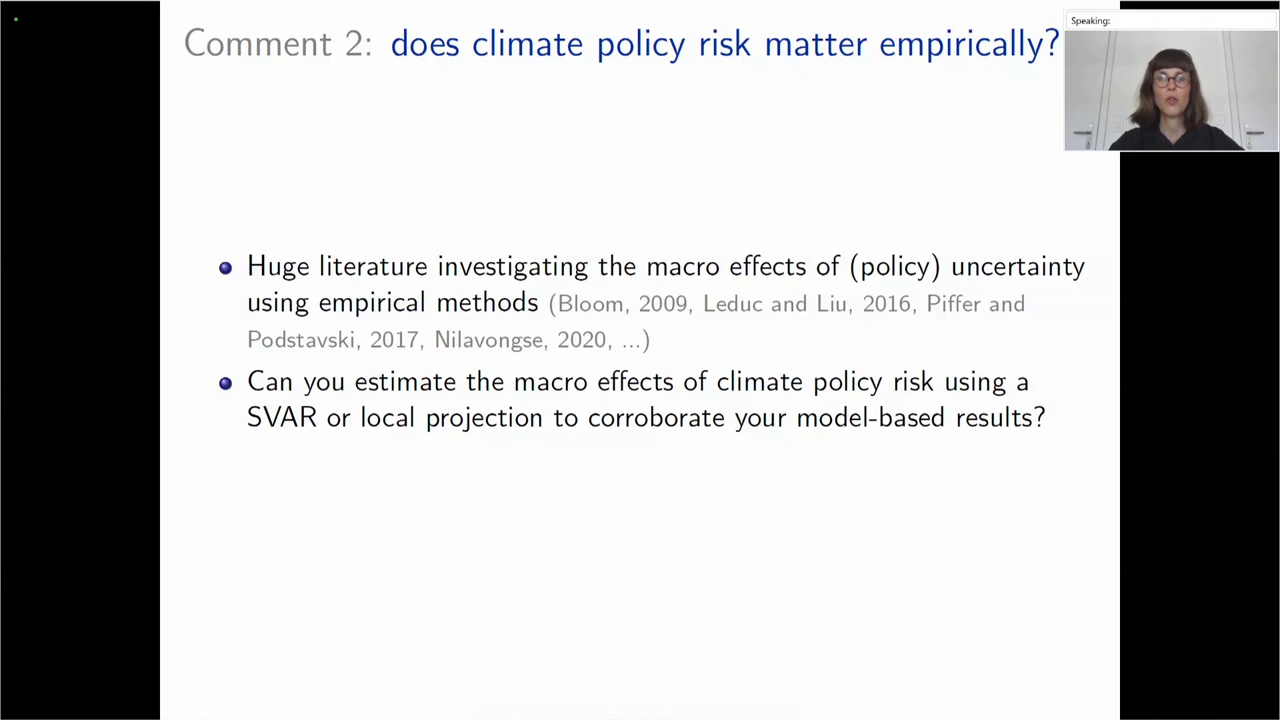 Comment 2: does climate policy risk matter empirically?
Speaking:
Huge literature investigating the macro effects of (policy) uncertainty
using empirical methods (Bloom, 2009, Leduc and Liu, 2016, Piffer and
Podstavski, 2017, Nilavongse, 2020, ...)
Can you estimate the macro effects of climate policy risk using a
SVAR or local projection to corroborate your model-based results?